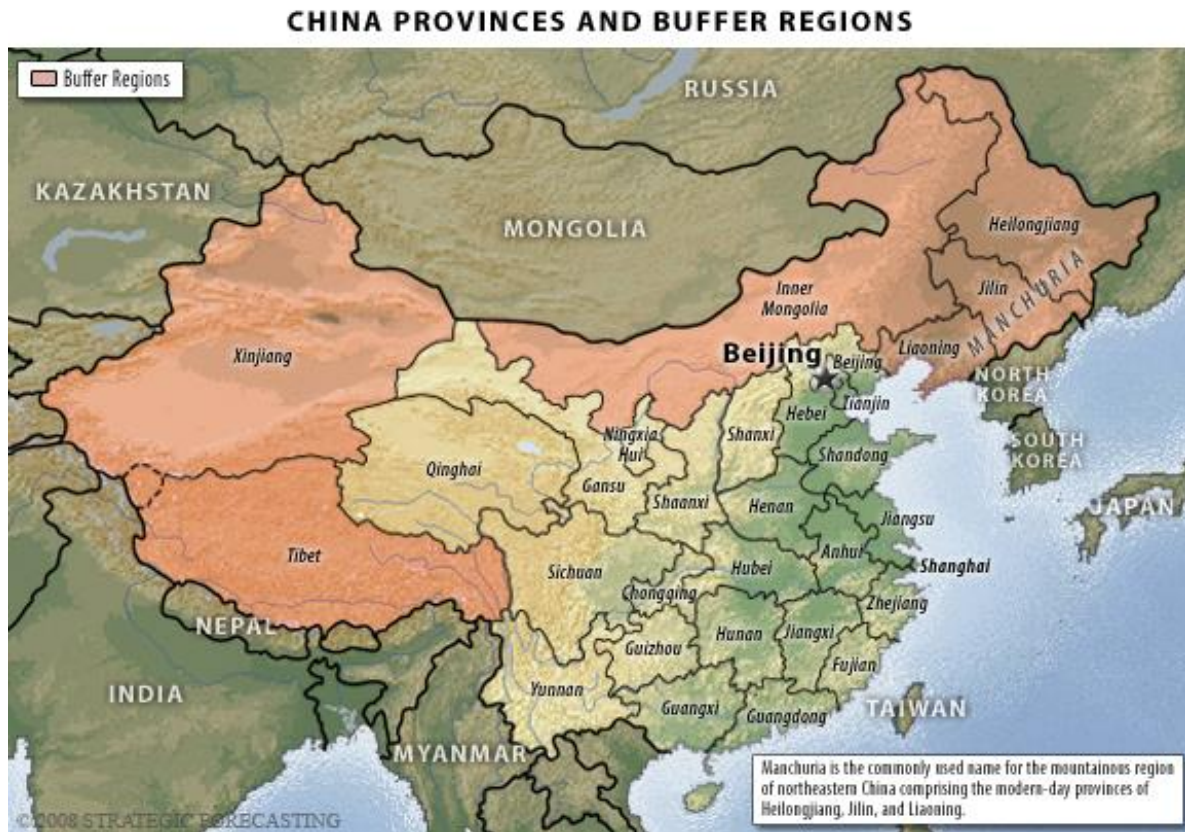 CHINA PROVINCES AND BUFFER REGIONS
Buffer Regions
RUSSIA
KAZAKHSTAN
MONGOLIA
Heilongjiang
Jilin
MANCHURIA
Inner
Mongolia
Liaoning
Xinjiang
Beijing
Beijing
NORTH
KOREA
Tianjin
Hebei
Ningxia
Hui
Shanxi
SOUTH
KOREA
Qinghai
Shandong
Gansu
Shaanxi
Henan
JAPAN
Jiangsu
Tibet
Anhui
Sichuan
Hubei
Shanghai
Chongqing
Zhejiang
NEPAL
Guizhou
Hunan
Jiangxi
Fujian
INDIA
Yunnan
Guangxi
Guangdong
TAIWAN
MYANMAR
Manchuria is the commonly used name for the mountainous region
of northeastern China comprising the modern-day provinces of
Heilongjiang, Jilin, and Liaoning.
© 2008 STRATEGIC FORECASTING